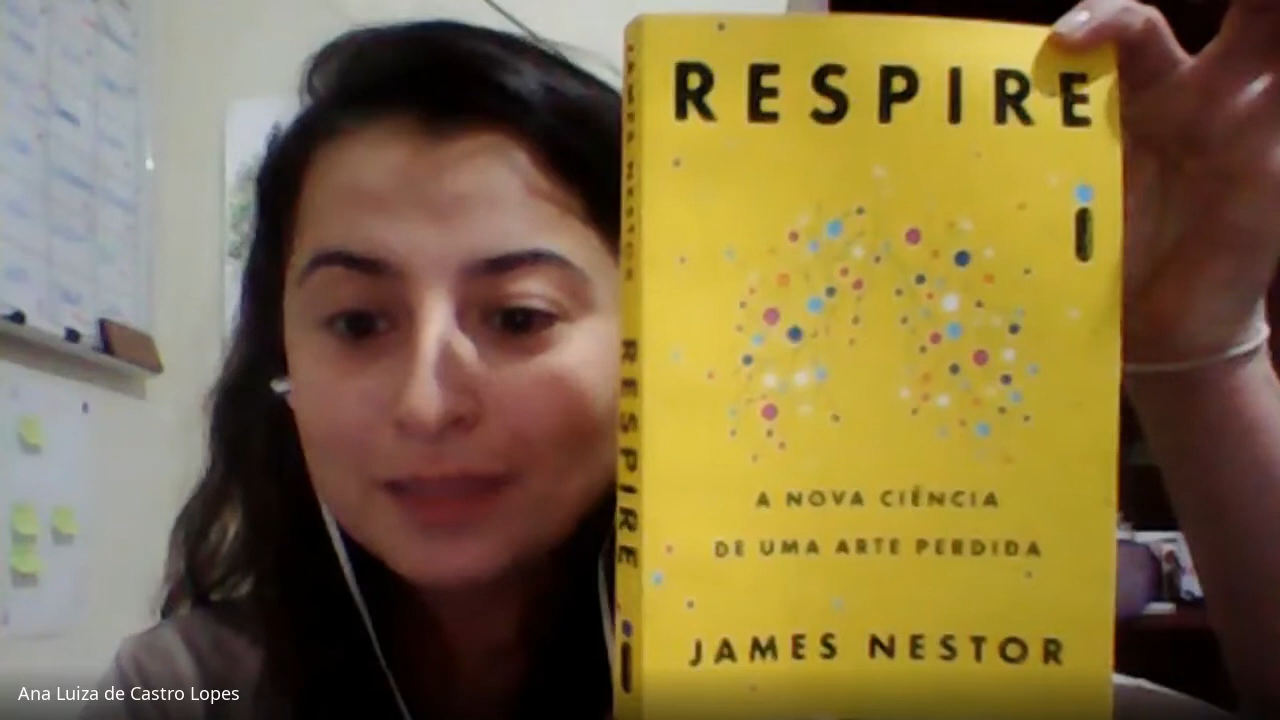 RESPIRE
A NOVA CIÊNCIA
DE UMA ARTE PERDIDA
JAMES NESTOR
JAMES NESTOR
RESPIRE
Ana Luiza de Castro Lopes